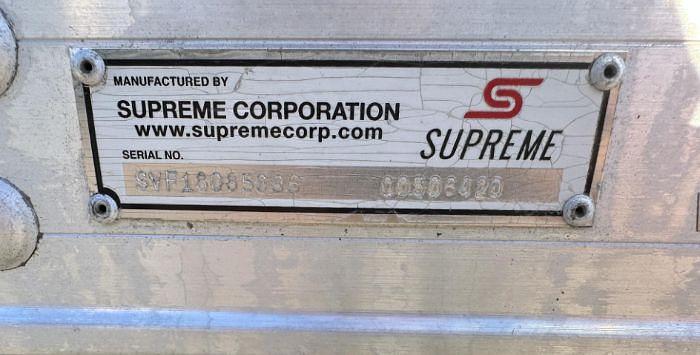 MANUFACTURED BY
SUPREME CORPORATION
www.supremecorp.com
SUPREME
SERIAL NO.